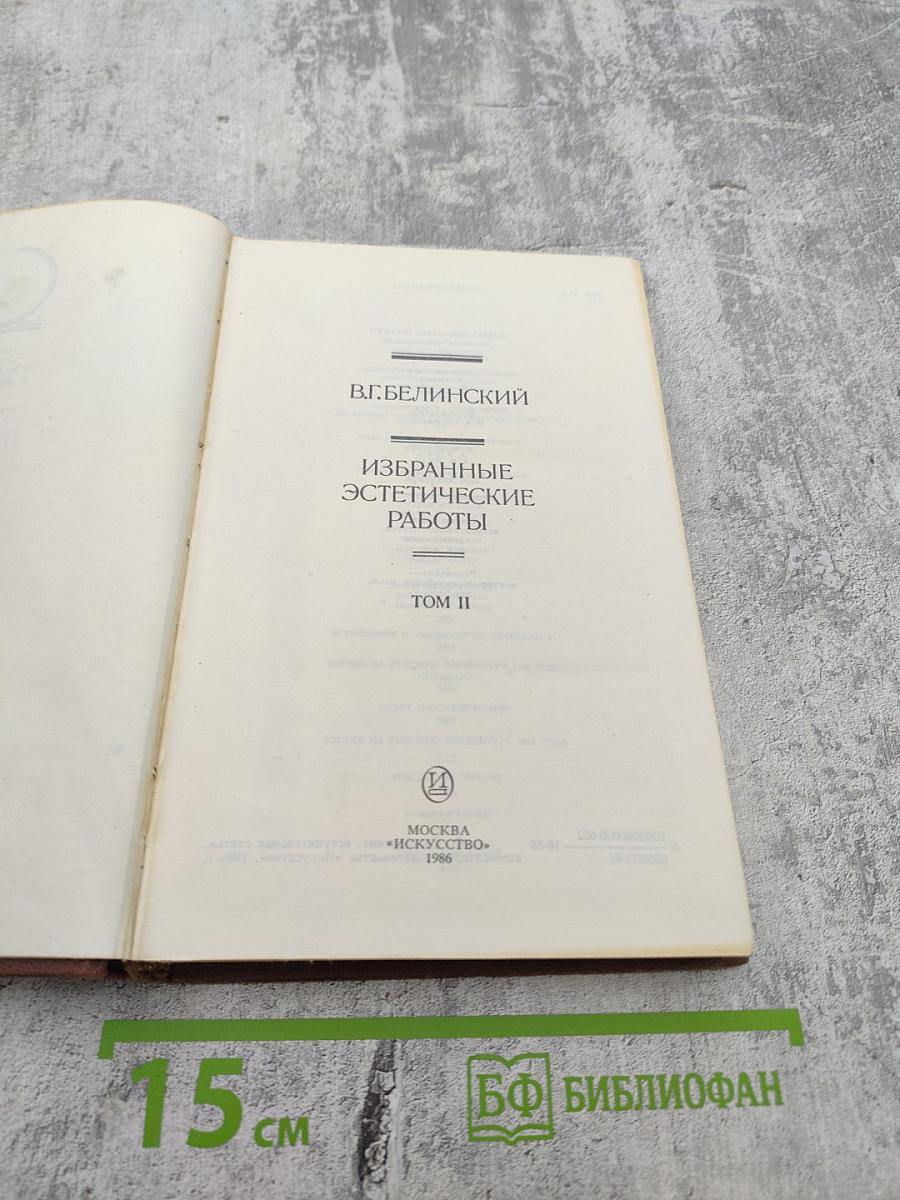 В.Г.БЕЛИНСКИЙ
ИЗБРАННЫЕ
ЭСТЕТИЧЕСКИЕ
РАБОТЫ
ТОМ II
МОСКВА
«ИСКУССТВО»
1986
15 см
БФ БИБЛИОФАН